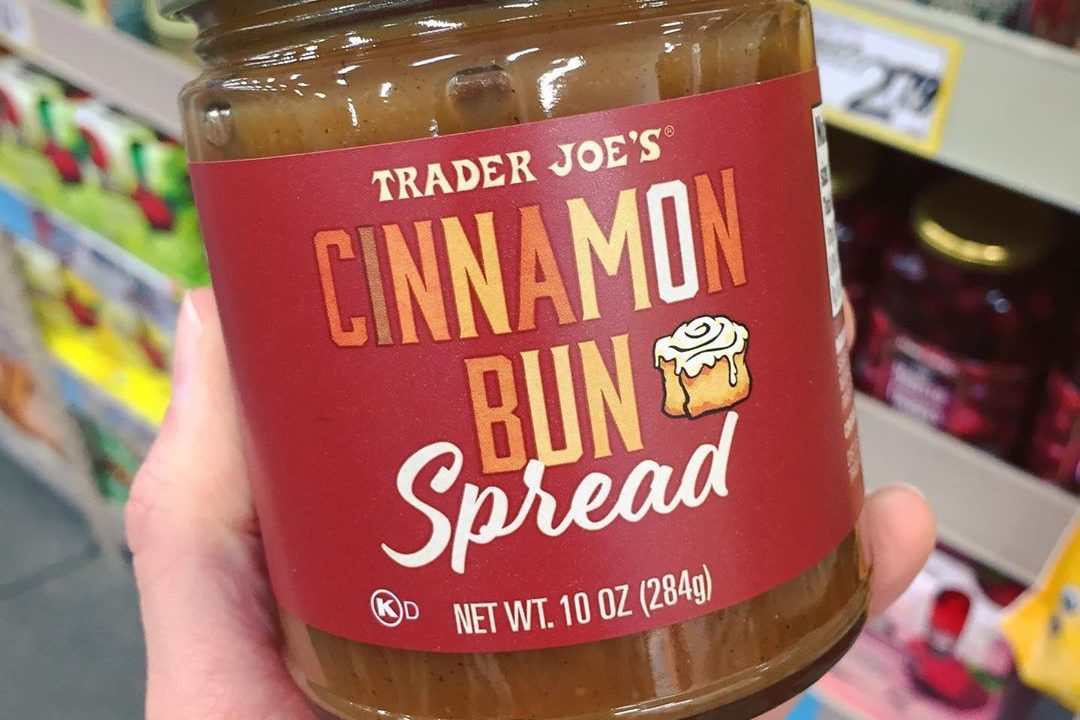 TRADER JOE'S®
CINNAMON
BUN
Spread
K D
NET WT. 10 OZ (284g)